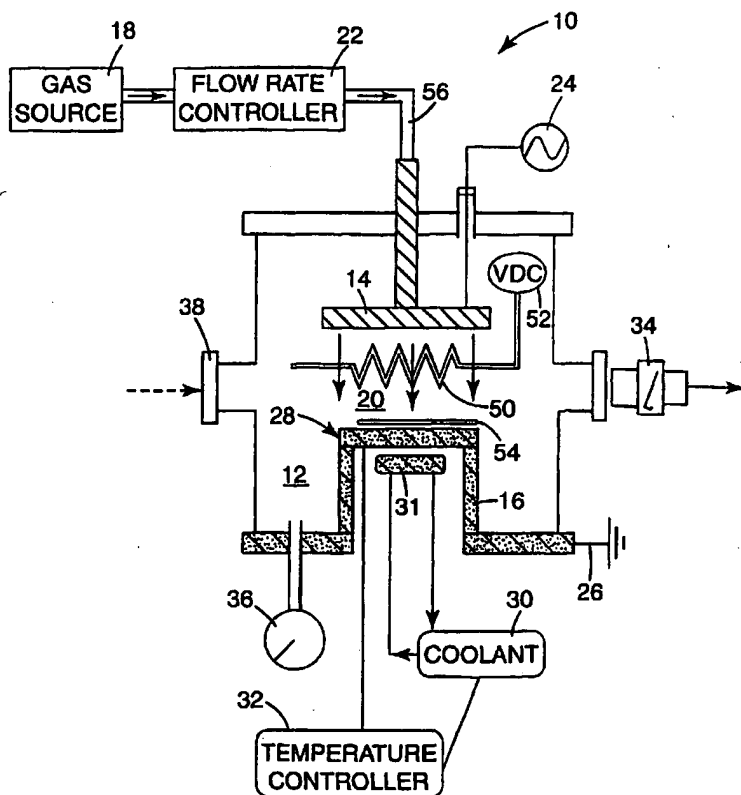 10
18
22
24
GAS
SOURCE
FLOW RATE
CONTROLLER
56
14
VDC
52
38
34
20
50
28
54
12
31
16
26
36
30
COOLANT
32
TEMPERATURE
CONTROLLER